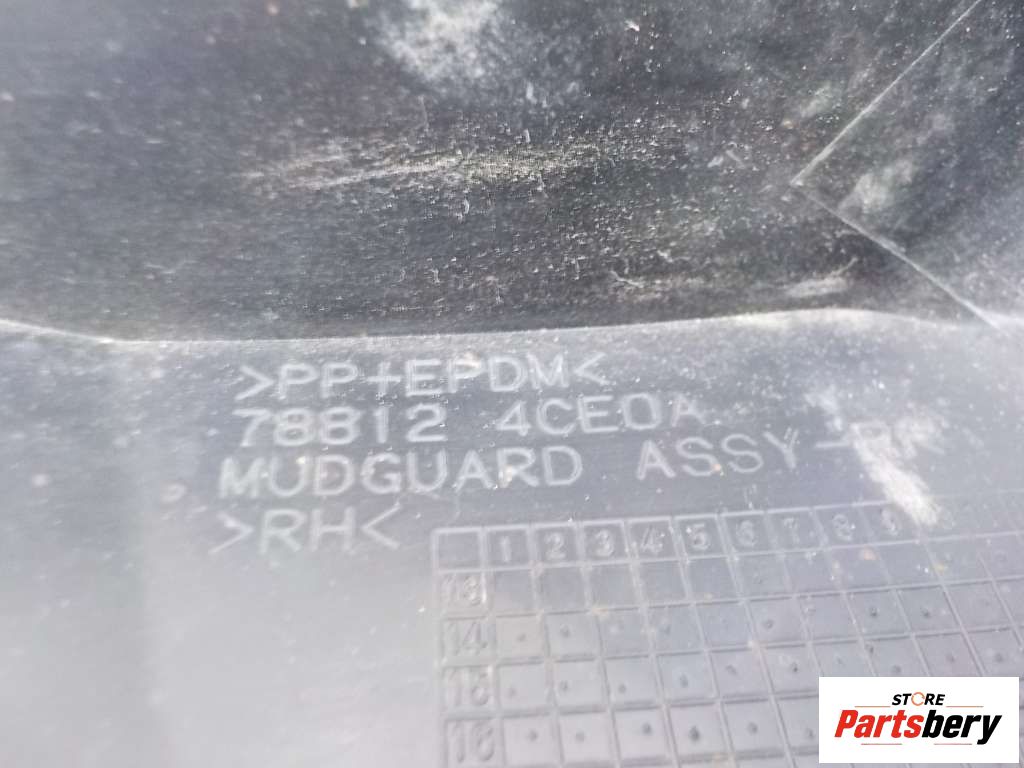 >PP+EPDM<
78812 4CE0A
MUDGUARD ASSY
>RH<
1 2 3 4 5 6 7 8 9
13
14
15
16
STORE
Partsbery